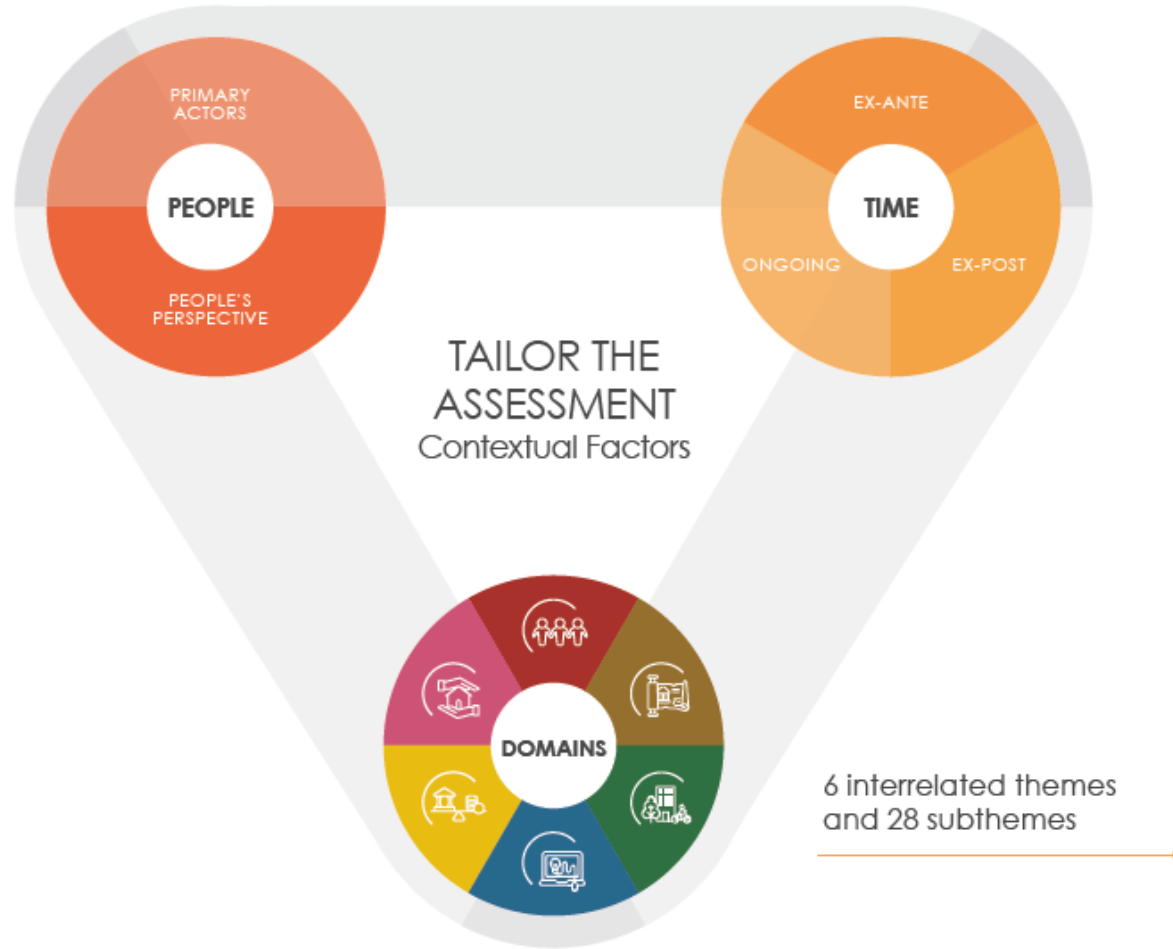 PRIMARY
ACTORS
PEOPLE
PEOPLE'S
PERSPECTIVE
EX-ANTE
TIME
ONGOING
EX-POST
TAILOR THE
ASSESSMENT
Contextual Factors
DOMAINS
6 interrelated themes
and 28 subthemes